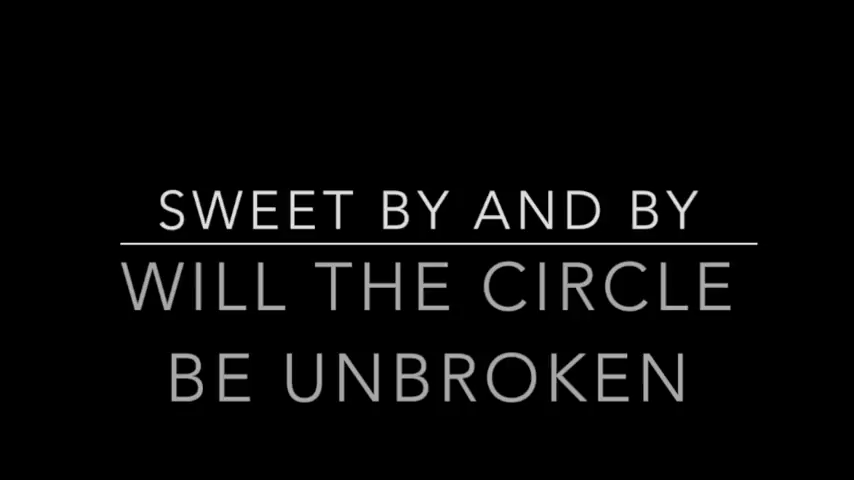 SWEET BY AND BY
WILL THE CIRCLE
BE UNBROKEN